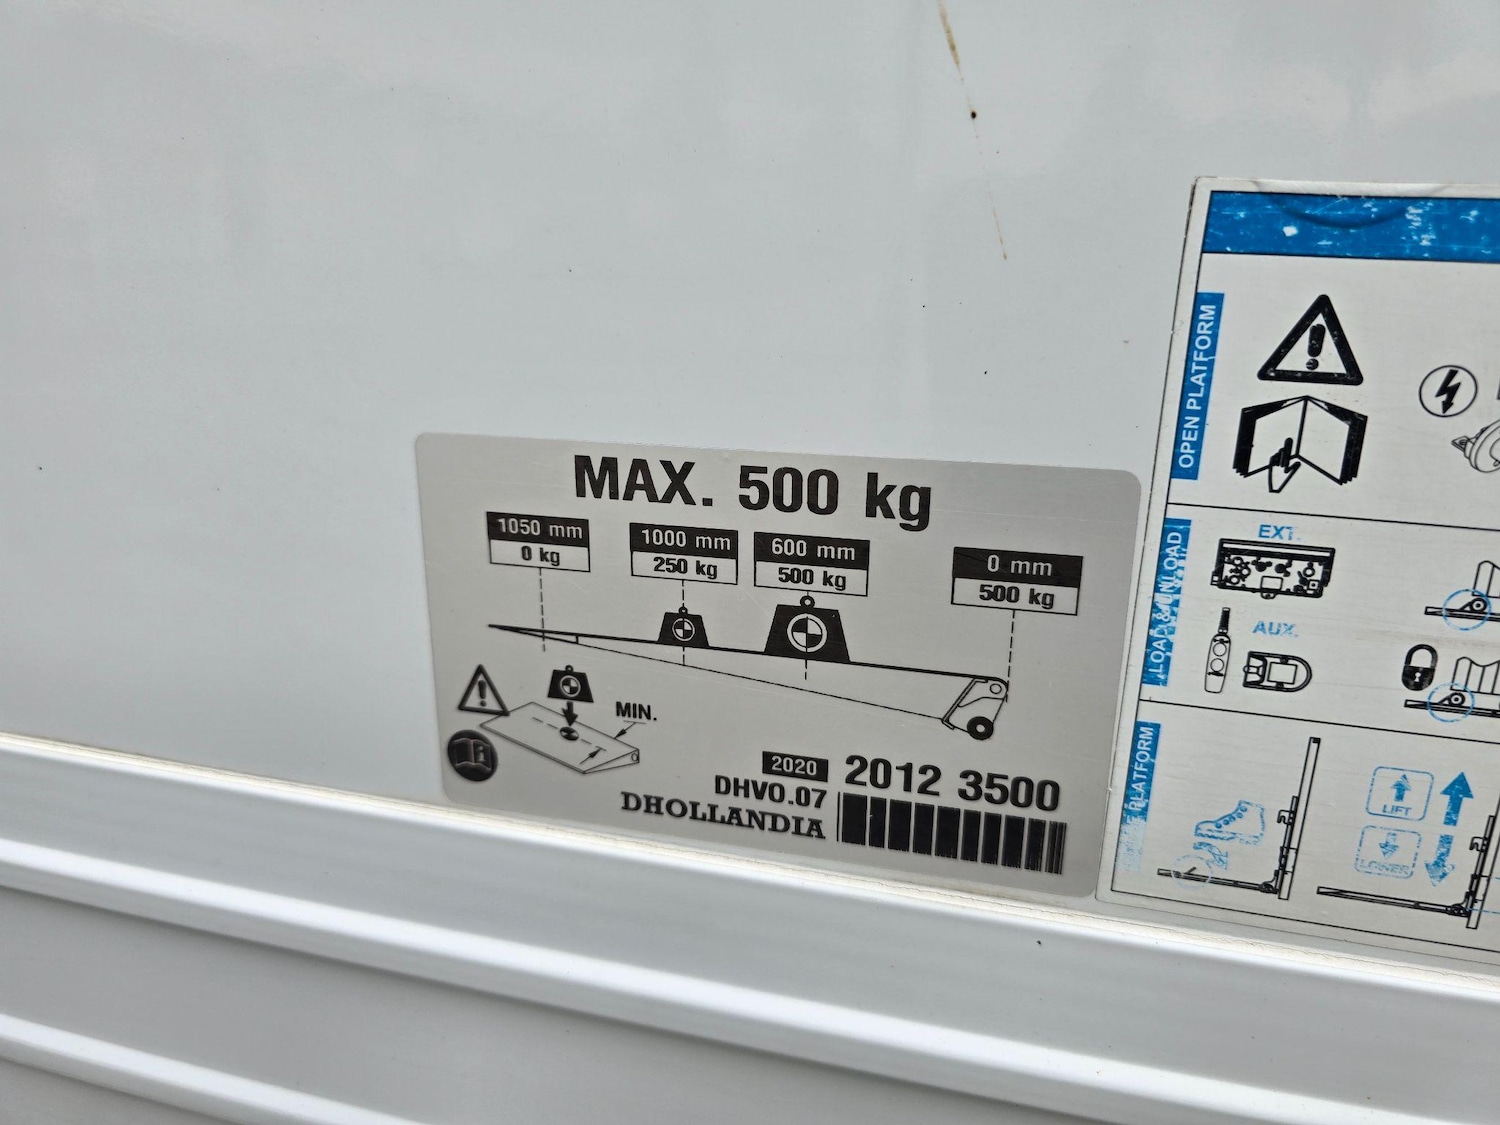 MAX. 500 kg
1050 mm
0 kg
1000 mm
250 kg
600 mm
500 kg
0 mm
500 kg
MIN.
2020
2012 3500
DHV0.07
DHOLLANDIA
OPEN PLATFORM
LOAD & UNLOAD
EXT.
AUX.
PLATFORM
LIFT
LOWER